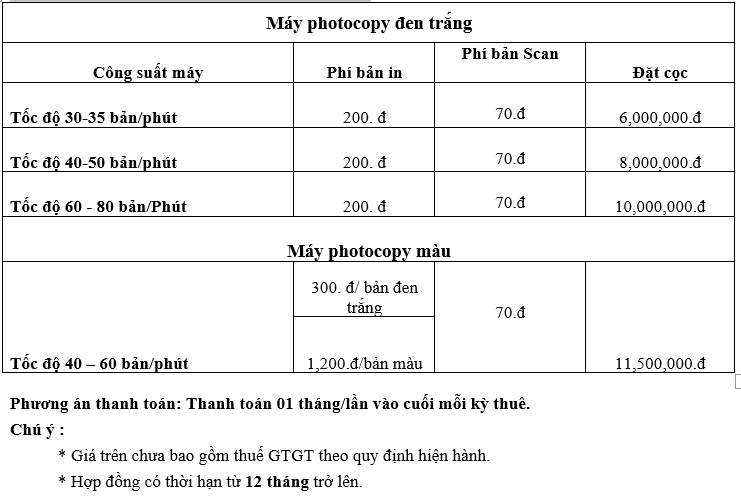 Máy photocopy đen trắng
Công suất máy Phí bản in Phí bản Scan Đặt cọc
Tốc độ 30-35 bản/phút 200. đ 70.đ 6,000,000.đ
Tốc độ 40-50 bản/phút 200. đ 70.đ 8,000,000.đ
Tốc độ 60 - 80 bản/Phút 200. đ 70.đ 10,000,000.đ
Máy photocopy màu
300. đ/ bản đen
trắng
70.đ
Tốc độ 40 – 60 bản/phút 1,200.đ/bản màu 11,500,000.đ
Phương án thanh toán: Thanh toán 01 tháng/lần vào cuối mỗi kỳ thuê.
Chú ý :
* Giá trên chưa bao gồm thuế GTGT theo quy định hiện hành.
* Hợp đồng có thời hạn từ 12 tháng trở lên.